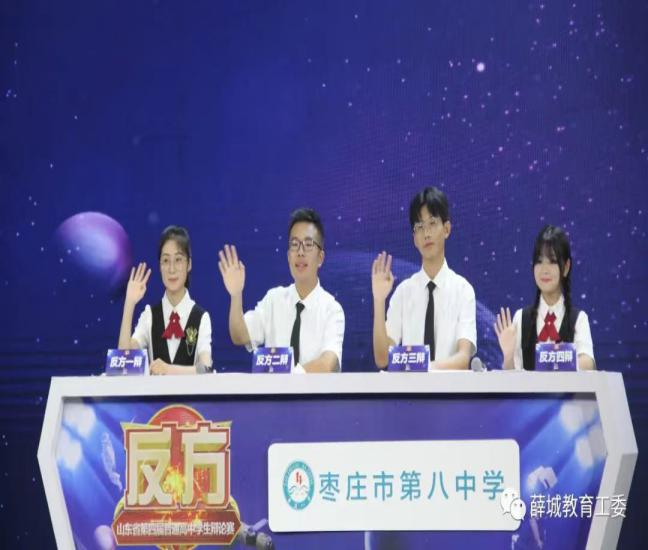 反方一辩
反方二辩
反方三辩
反方四辩
反方
山东省第四届普通高中学生辩论赛
枣庄市第八中学
薛城教育工委